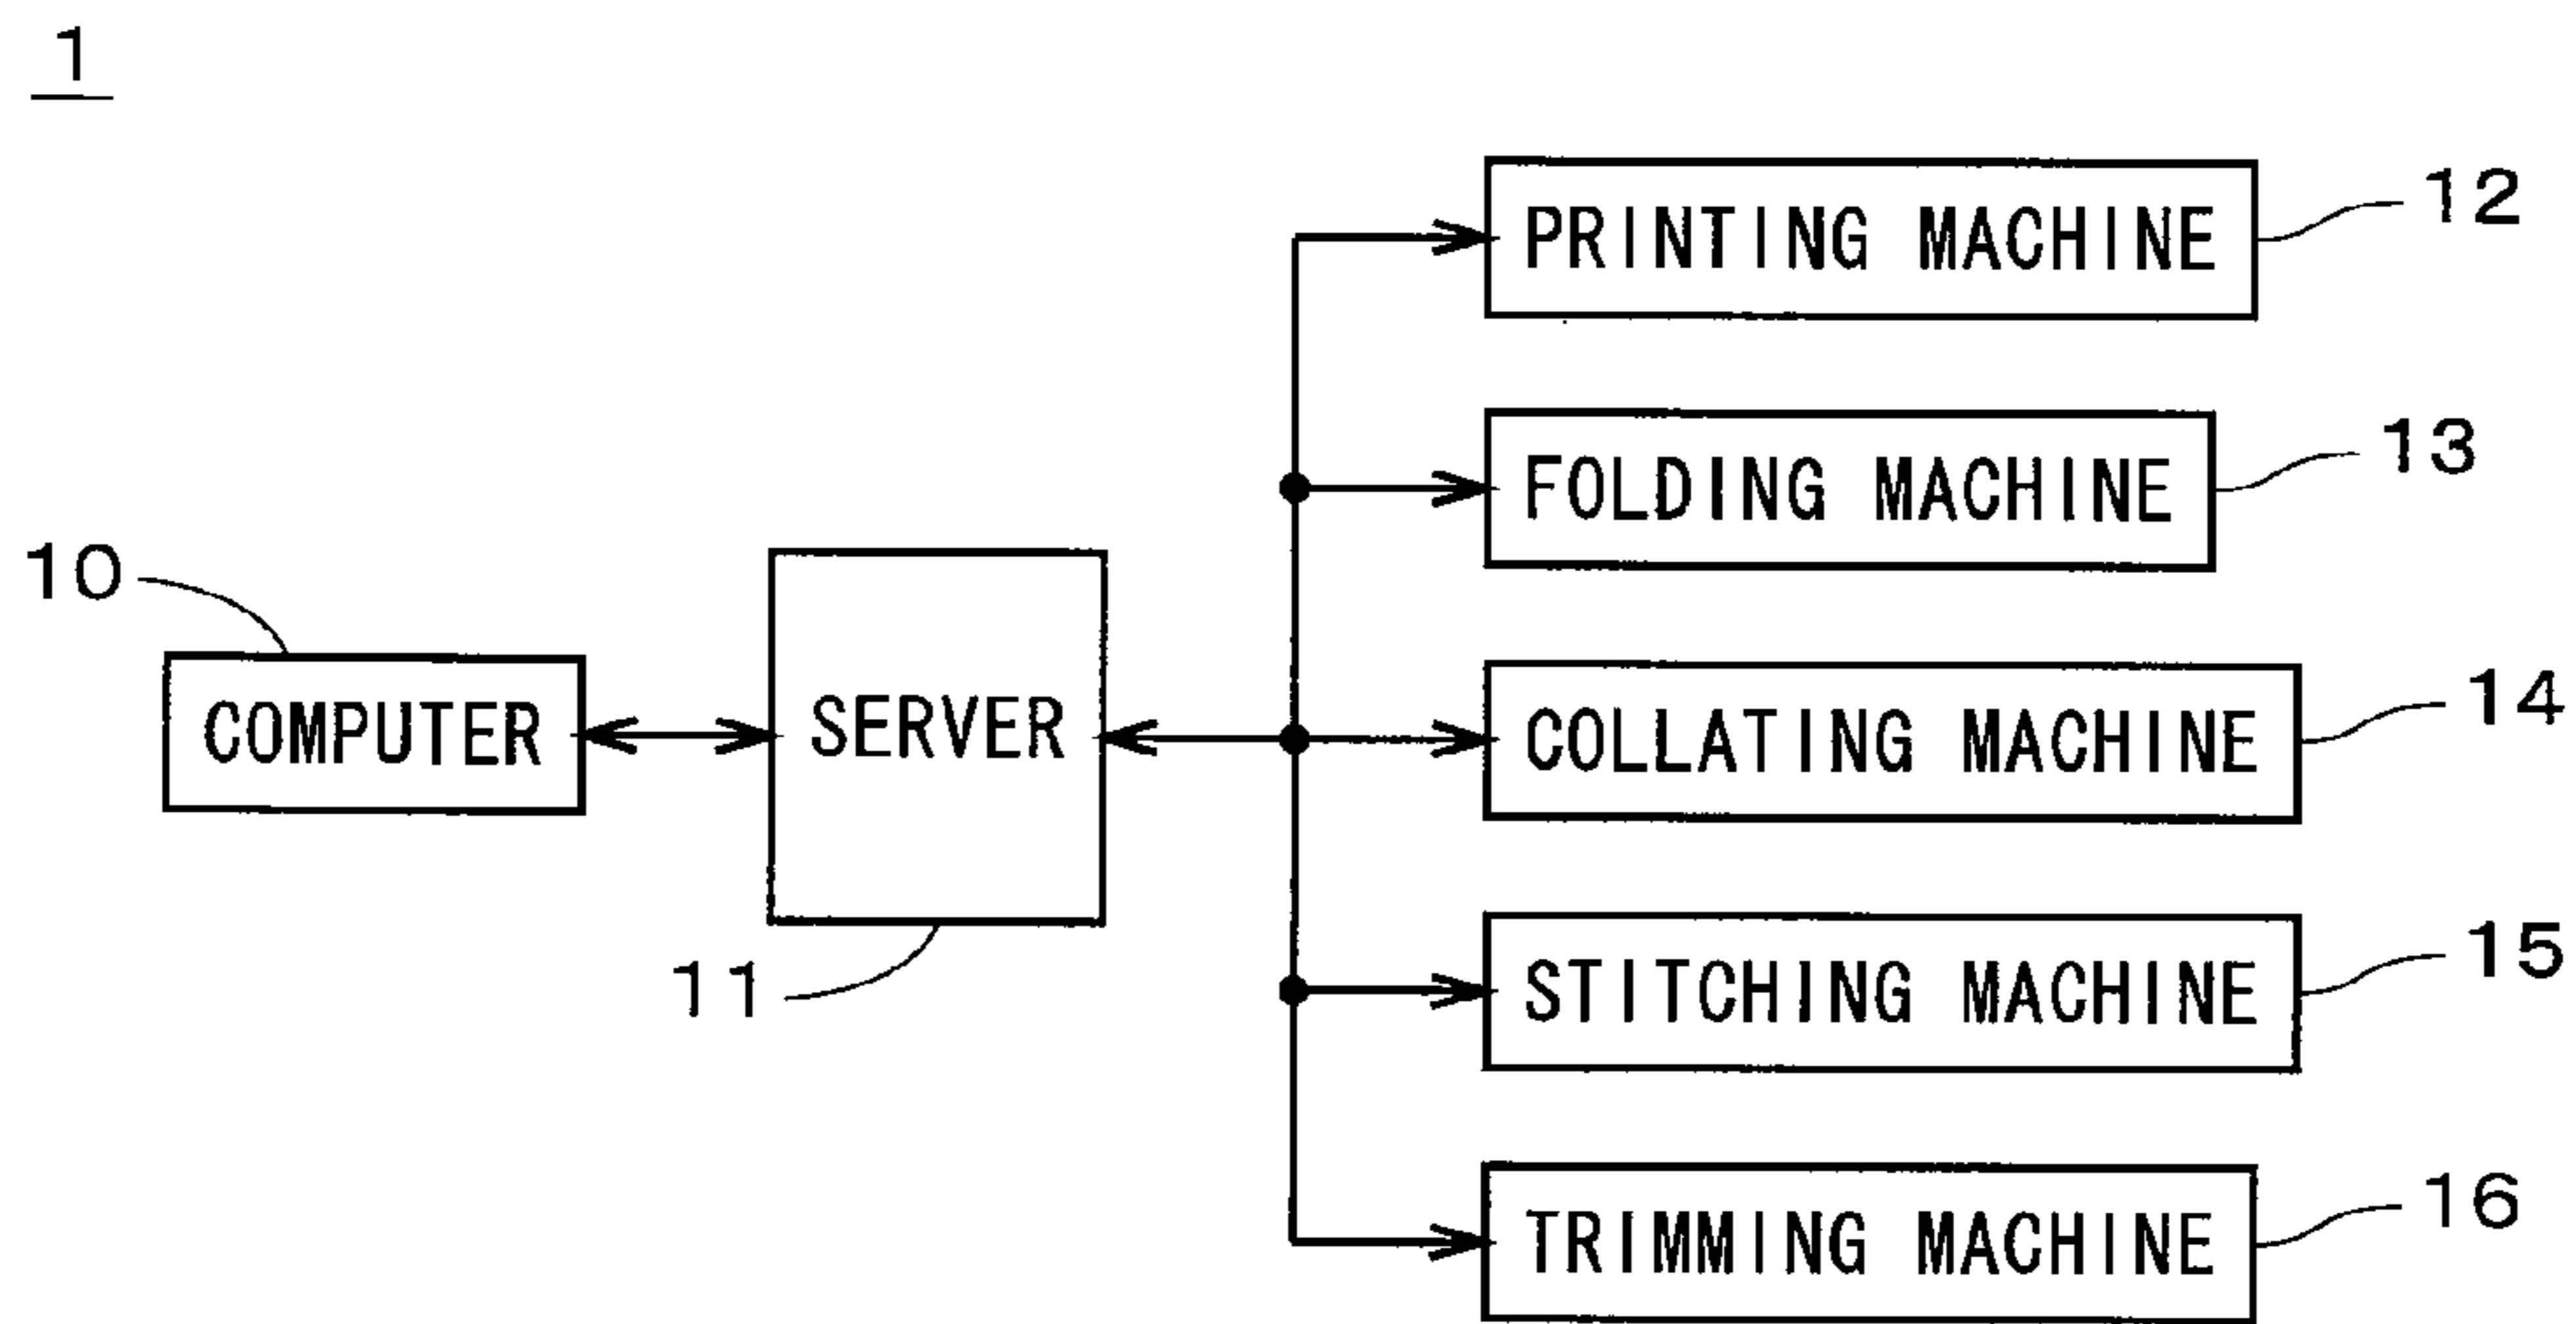 1
PRINTING MACHINE 12
FOLDING MACHINE 13
10
COMPUTER
SERVER
COLLATING MACHINE 14
11
STITCHING MACHINE 15
TRIMMING MACHINE 16